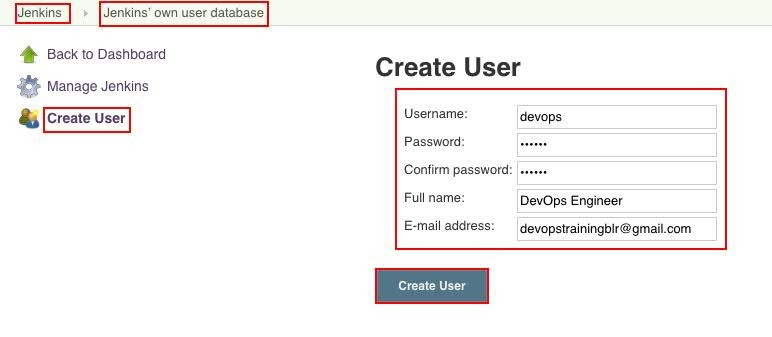 Jenkins Jenkins' own user database
Back to Dashboard
Manage Jenkins
Create User
Create User
Username: devops
Password: ••••••
Confirm password: ••••••
Full name: DevOps Engineer
E-mail address: devopstrainingblr@gmail.com
Create User